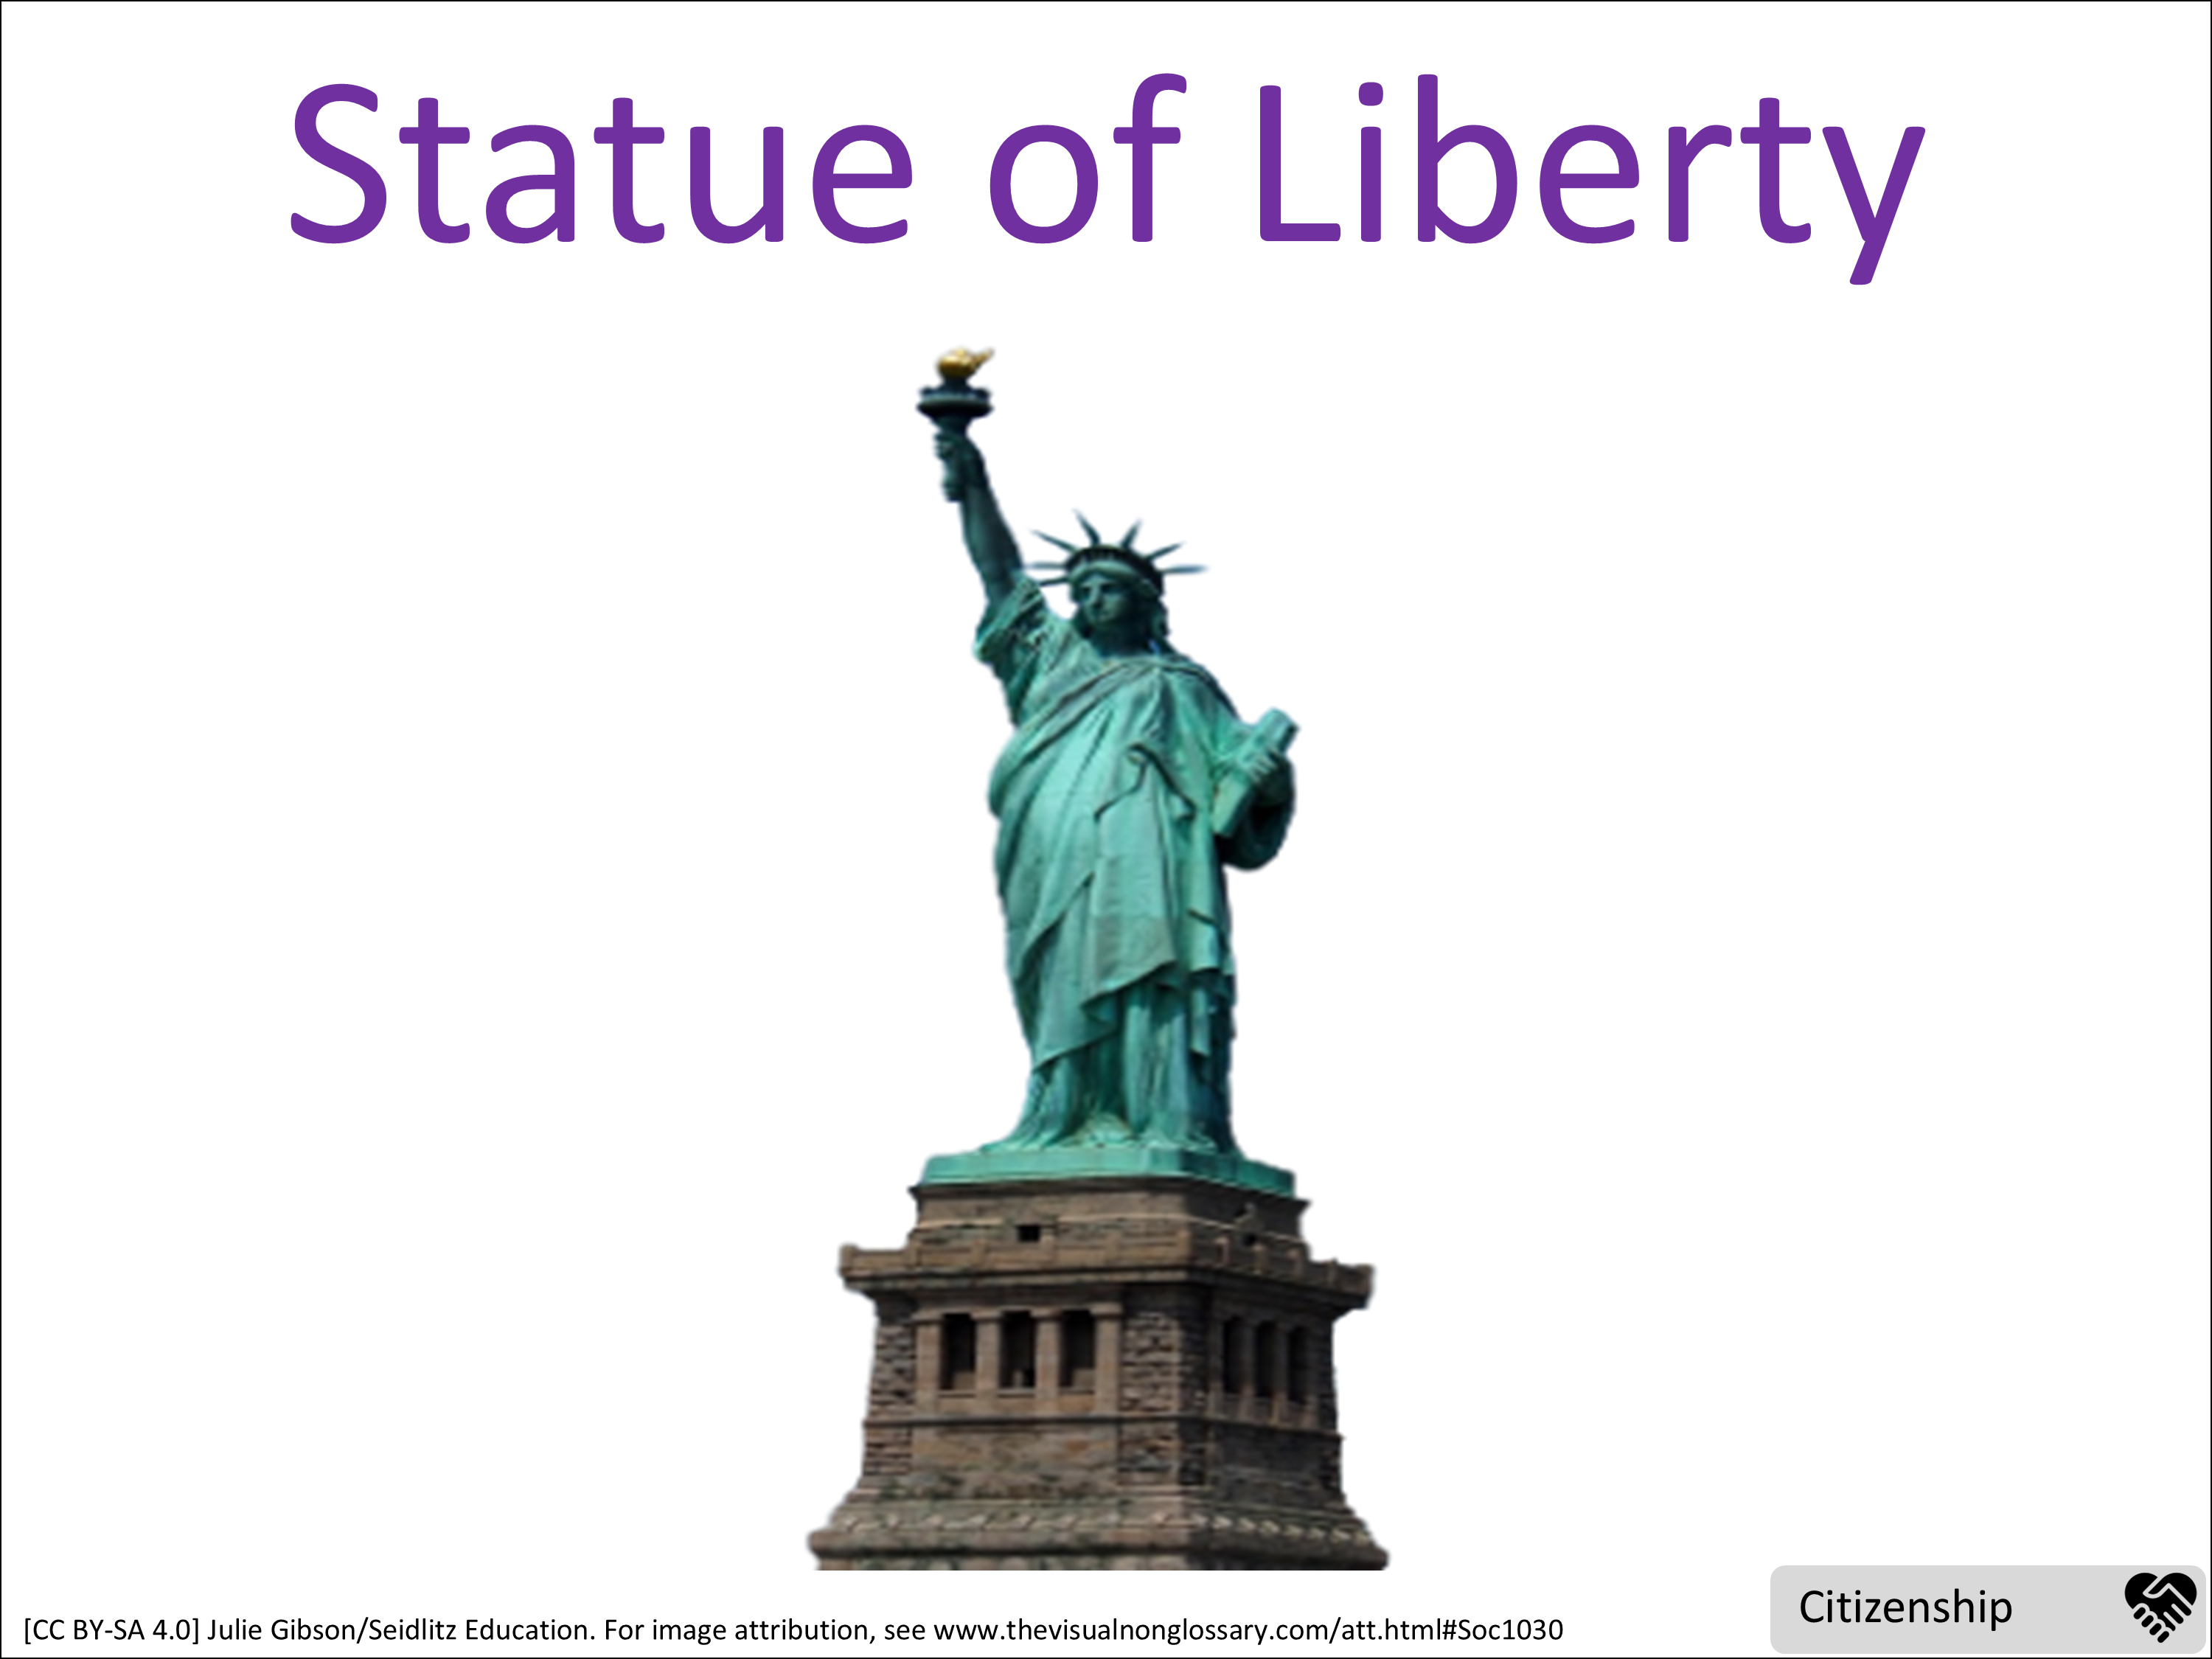 Statue of Liberty
[CC BY-SA 4.0] Julie Gibson/Seidlitz Education. For image attribution, see www.thevisualnonglossary.com/att.html#Soc1030
Citizenship